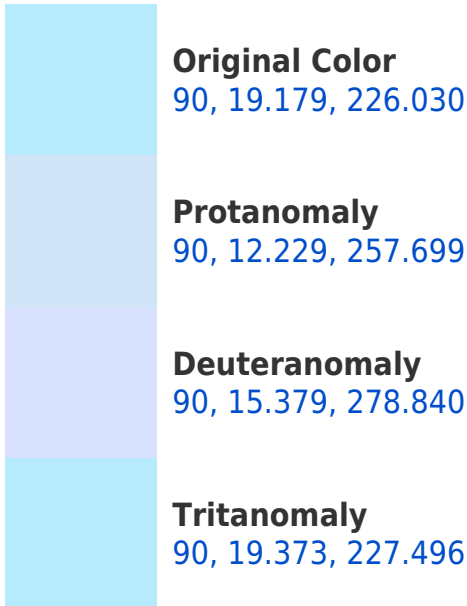 Original Color
90, 19.179, 226.030
Protanomaly
90, 12.229, 257.699
Deuteranomaly
90, 15.379, 278.840
Tritanomaly
90, 19.373, 227.496